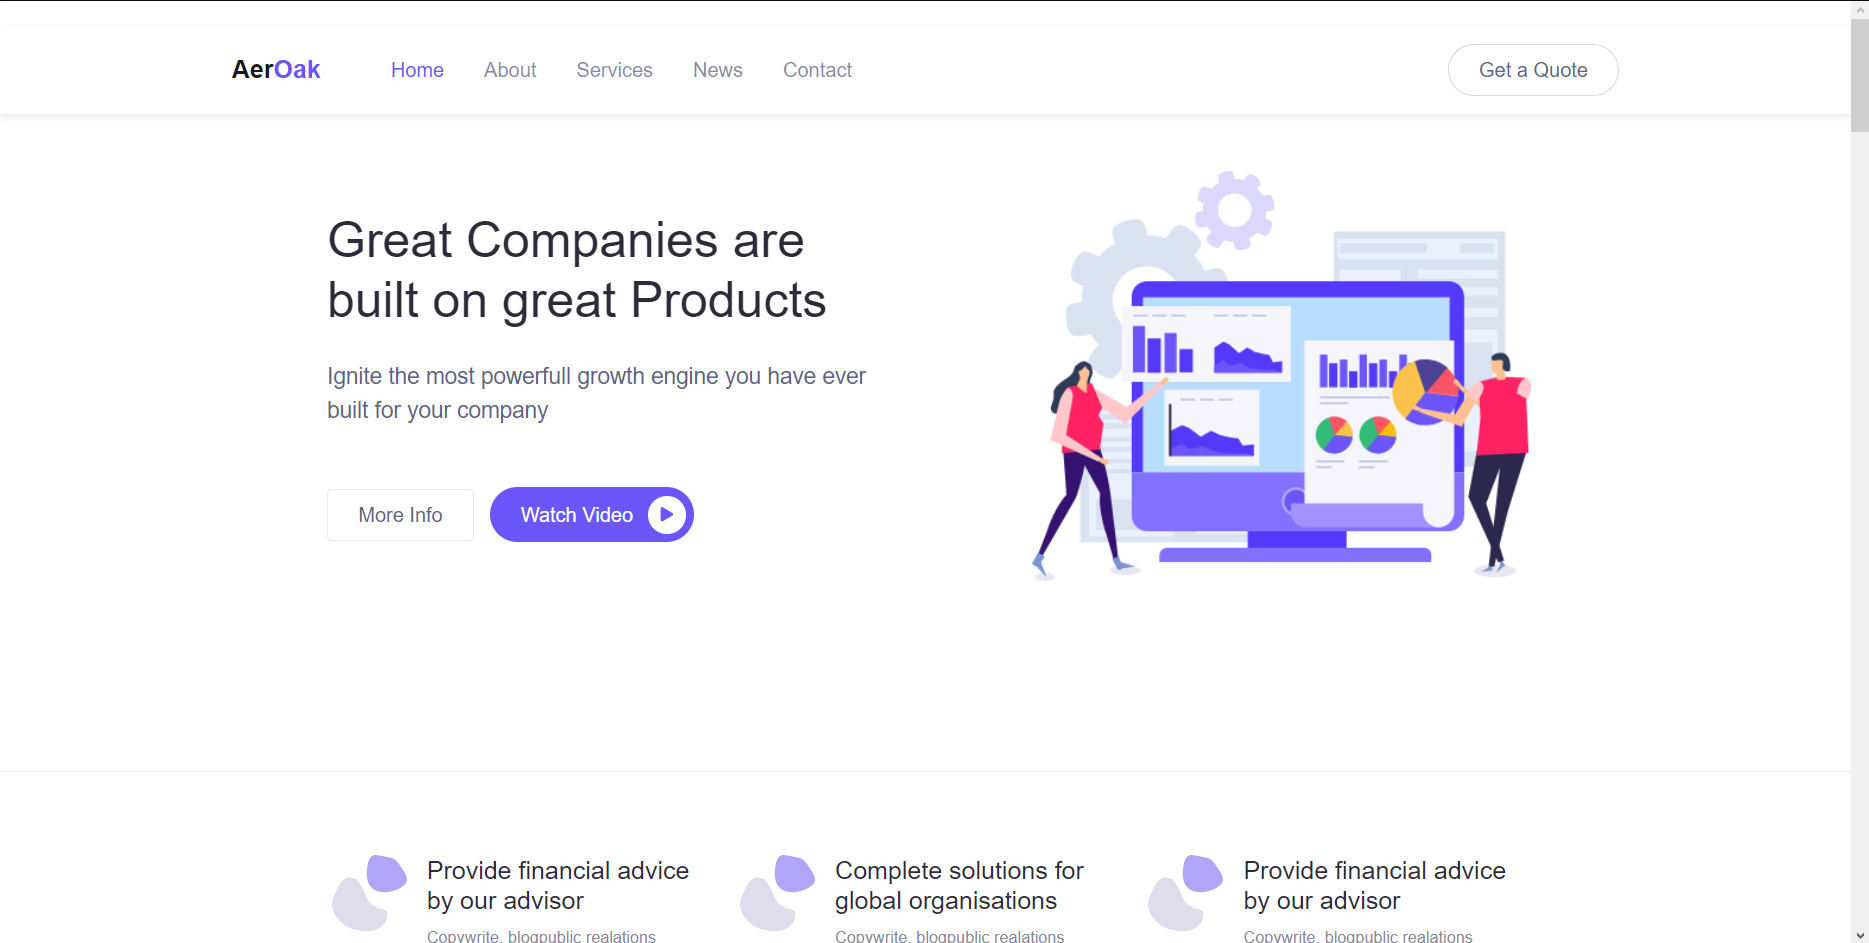 AerOak
Home
About
Services
News
Contact
Get a Quote
Great Companies are
built on great Products
Ignite the most powerfull growth engine you have ever
built for your company
More Info
Watch Video
Provide financial advice
by our advisor
Copywrite, blogpublic realations
Complete solutions for
global organisations
Copywrite, blogpublic realations
Provide financial advice
by our advisor
Copywrite, blogpublic realations